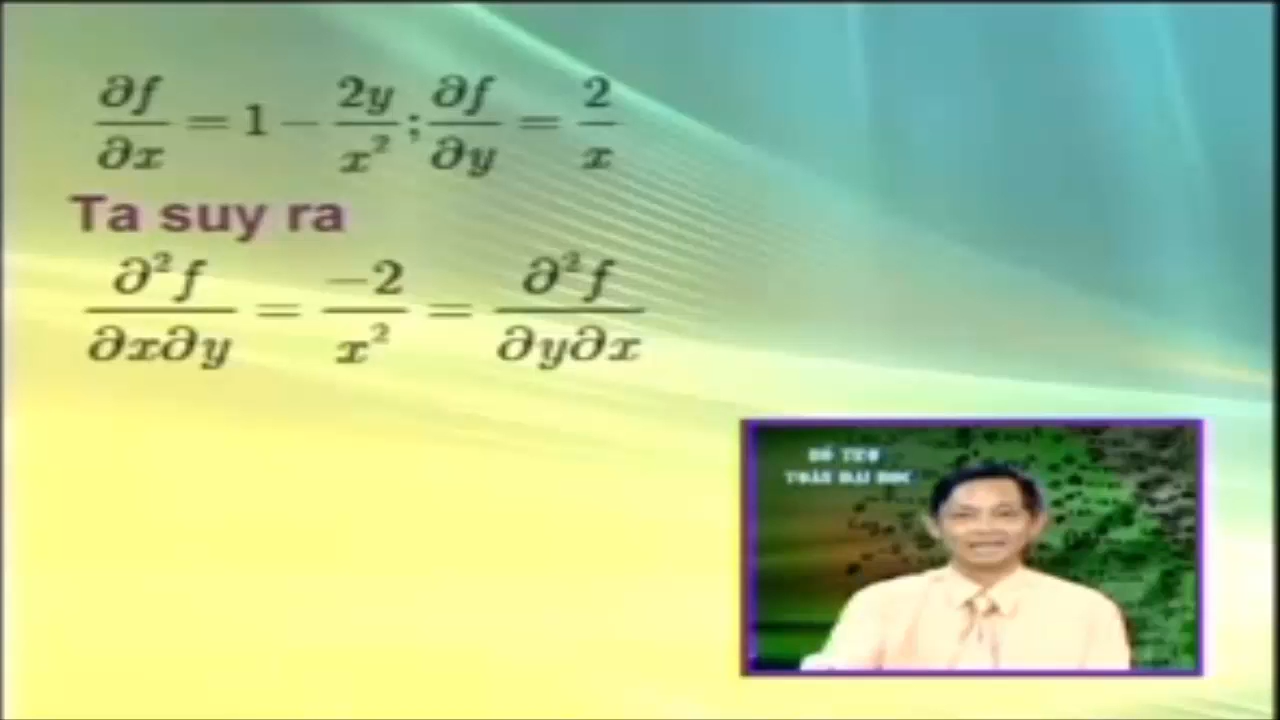 ∂f/∂x = 1 − 2y/x²; ∂f/∂y = 2/x
Ta suy ra
∂²f/∂x∂y = −2/x² = ∂²f/∂y∂x